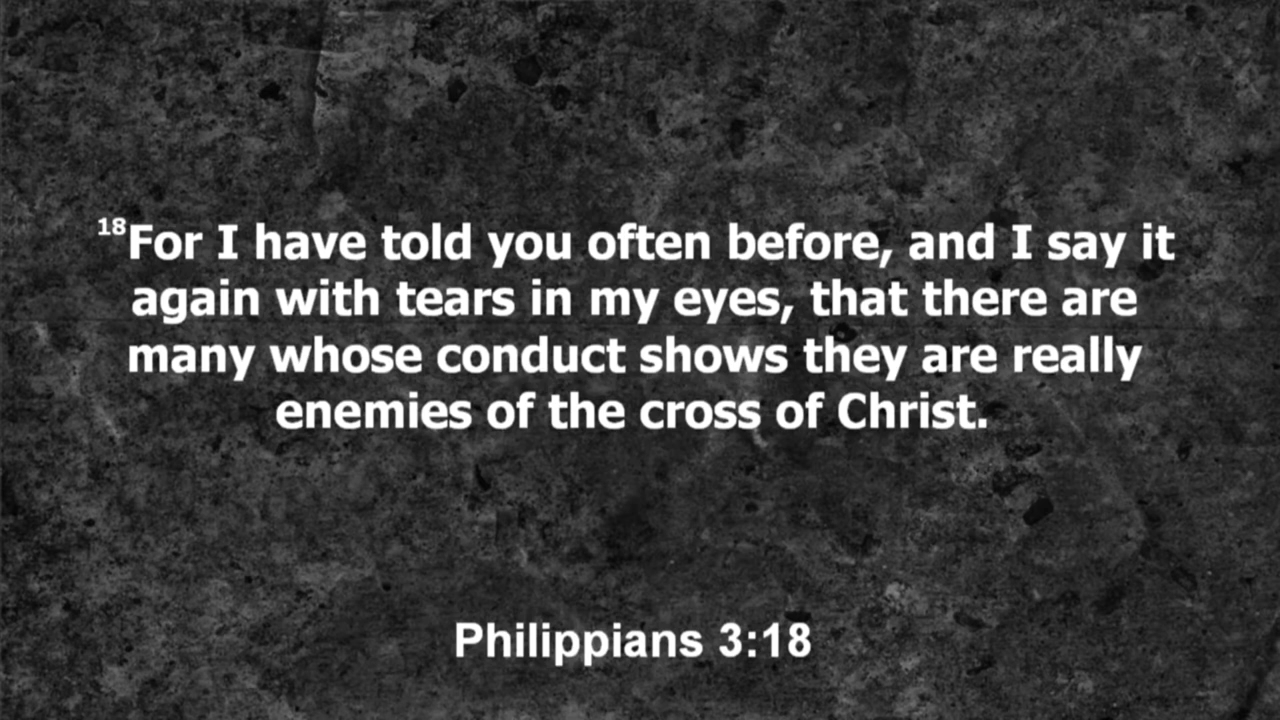 18For I have told you often before, and I say it
again with tears in my eyes, that there are
many whose conduct shows they are really
enemies of the cross of Christ.
Philippians 3:18